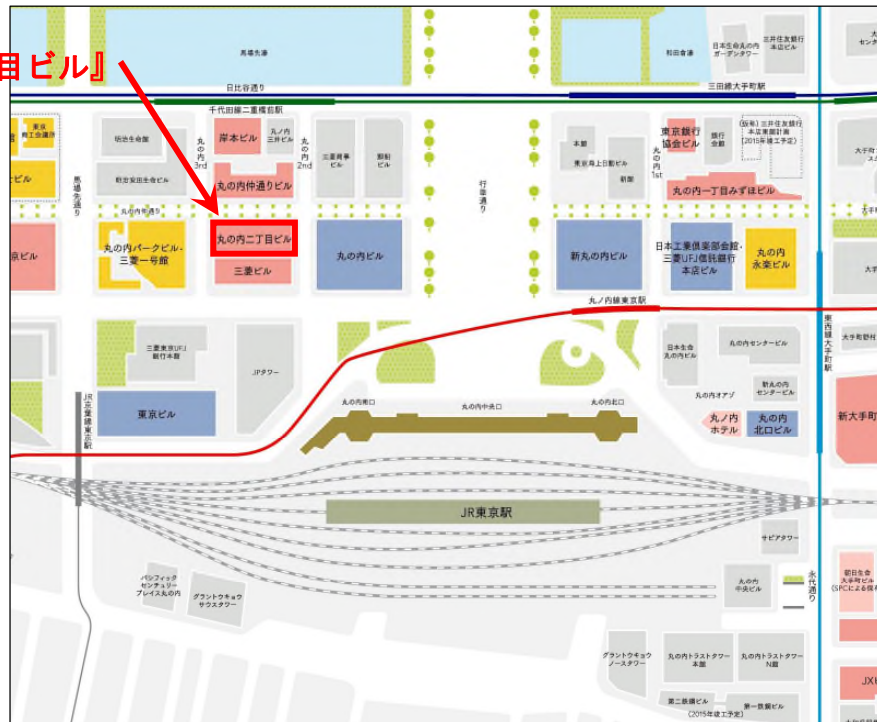 目ビル』
馬場先濠
和田倉濠
日本生命丸の内
ガーデンタワー
三井住友銀行
本店ビル
日比谷通り
三田線大手町駅
千代田線二重橋前駅
東京
商工会議所
明治生命館
丸の内
3rd
岸本ビル
丸ノ内
三井ビル
丸の内
2nd
三菱商事
ビル
郵船
ビル
本館
東京海上日動ビル
新館
丸の内
1st
東京銀行
協会ビル
銀行
会館
(仮称)三井住友銀行
本店東館計画
(2015年竣工予定)
馬場先通り
明治安田生命ビル
丸の内仲通りビル
行幸通り
丸の内一丁目みずほビル
丸の内仲通り
丸の内パークビル・
三菱一号館
丸の内二丁目ビル
三菱ビル
丸の内ビル
新丸の内ビル
日本工業倶楽部会館・
三菱UFJ信託銀行
本店ビル
丸の内
永楽ビル
丸ノ内線東京駅
東西線大手町駅
三菱東京UFJ
銀行本館
JPタワー
日本生命
丸の内ビル
丸の内センタービル
大手町野村
新丸の内
センタービル
丸の内オアゾ
JR京葉線東京駅
東京ビル
丸の内南口
丸の内中央口
丸の内北口
丸ノ内
ホテル
丸の内
北口ビル
新大手町
JR東京駅
サピアタワー
パシフィック
センチュリー
プレイス丸の内
グラントウキョウ
サウスタワー
丸の内
中央ビル
永代通り
朝日生命
大手町ビル
(SPCによる保有
グラントウキョウ
ノースタワー
丸の内トラストタワー
本館
丸の内トラストタワー
N館
第二鉄鋼ビル
第一鉄鋼ビル
(2015年竣工予定)
JXビ